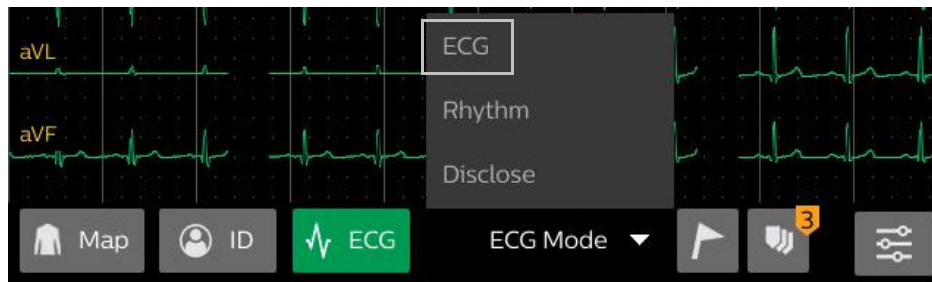 aVL
ECG
Rhythm
aVF
Disclose
Map ID ECG ECG Mode 3